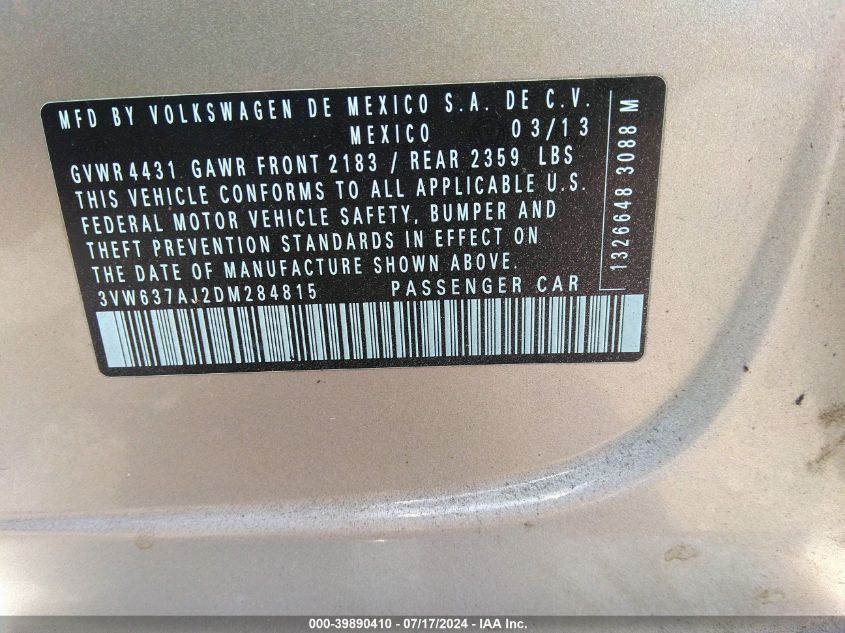 MFD BY VOLKSWAGEN DE MEXICO S.A. DE C.V.
MEXICO 03/13
GVWR 4431 GAWR FRONT 2183 / REAR 2359 LBS
THIS VEHICLE CONFORMS TO ALL APPLICABLE U.S.
FEDERAL MOTOR VEHICLE SAFETY, BUMPER AND
THEFT PREVENTION STANDARDS IN EFFECT ON
THE DATE OF MANUFACTURE SHOWN ABOVE.
3VW637AJ2DM284815 PASSENGER CAR
1326648 3088 M
000-39890410 - 07/17/2024 - IAA Inc.